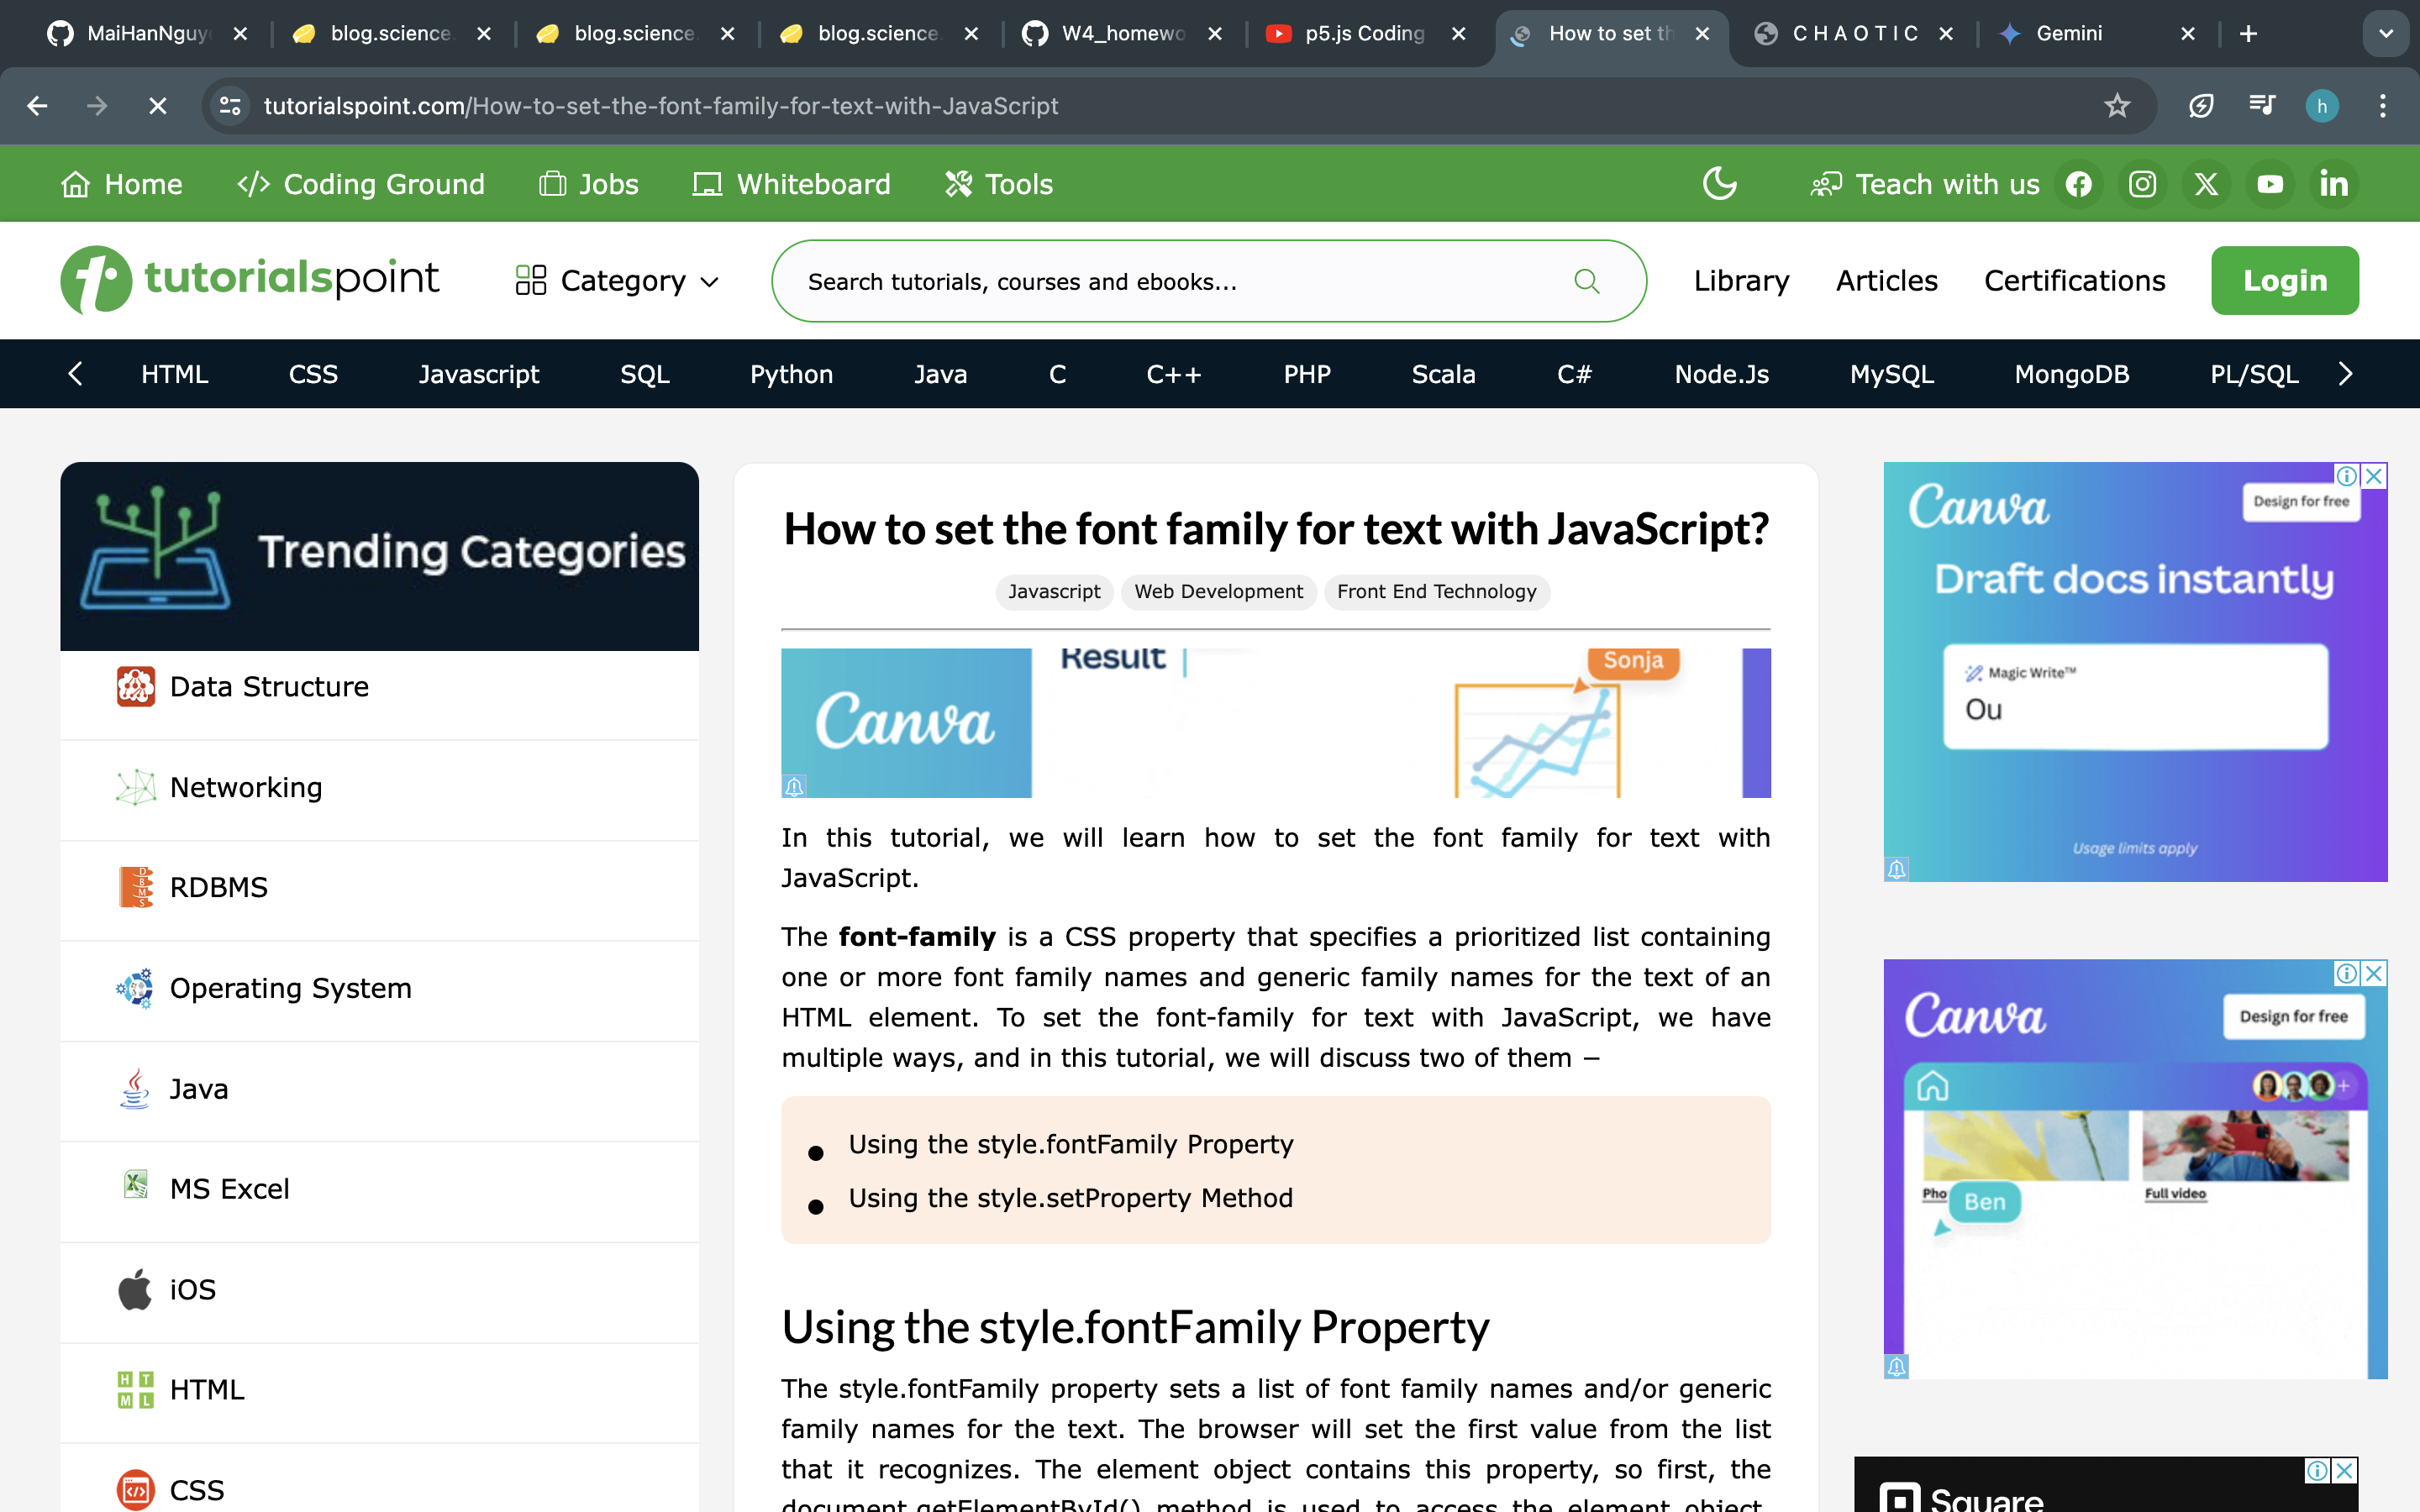 MaiHanNguy
blog.science.
blog.science.
blog.science.
W4_homewo
p5.js Coding
How to set th
C H A O T I C
Gemini
tutorialspoint.com/How-to-set-the-font-family-for-text-with-JavaScript
h
Home
Coding Ground
Jobs
Whiteboard
Tools
Teach with us
tutorialspoint
Category
Search tutorials, courses and ebooks...
Library
Articles
Certifications
Login
HTML
CSS
Javascript
SQL
Python
Java
C
C++
PHP
Scala
C#
Node.Js
MySQL
MongoDB
PL/SQL
Trending Categories
Data Structure
Networking
RDBMS
Operating System
Java
MS Excel
iOS
HTML
CSS
How to set the font family for text with JavaScript?
Javascript
Web Development
Front End Technology
Canva
Result
Sonja
In this tutorial, we will learn how to set the font family for text with
JavaScript.
The font-family is a CSS property that specifies a prioritized list containing
one or more font family names and generic family names for the text of an
HTML element. To set the font-family for text with JavaScript, we have
multiple ways, and in this tutorial, we will discuss two of them −
Using the style.fontFamily Property
Using the style.setProperty Method
Using the style.fontFamily Property
The style.fontFamily property sets a list of font family names and/or generic
family names for the text. The browser will set the first value from the list
that it recognizes. The element object contains this property, so first, the
document.getElementById() method is used to access the element object,
Canva
Design for free
Draft docs instantly
Magic Write™
Ou
Usage limits apply
Canva
Design for free
Pho
Ben
Full video
Square